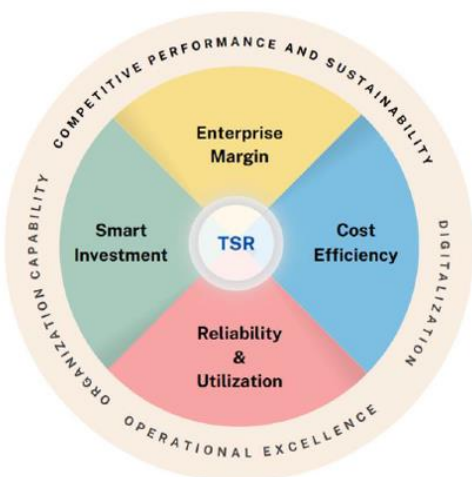 COMPETITIVE PERFORMANCE AND SUSTAINABILITY
Enterprise
Margin
Smart
Investment
TSR
Cost
Efficiency
Reliability
&
Utilization
ORGANIZATION CAPABILITY
DIGITALIZATION
OPERATIONAL EXCELLENCE